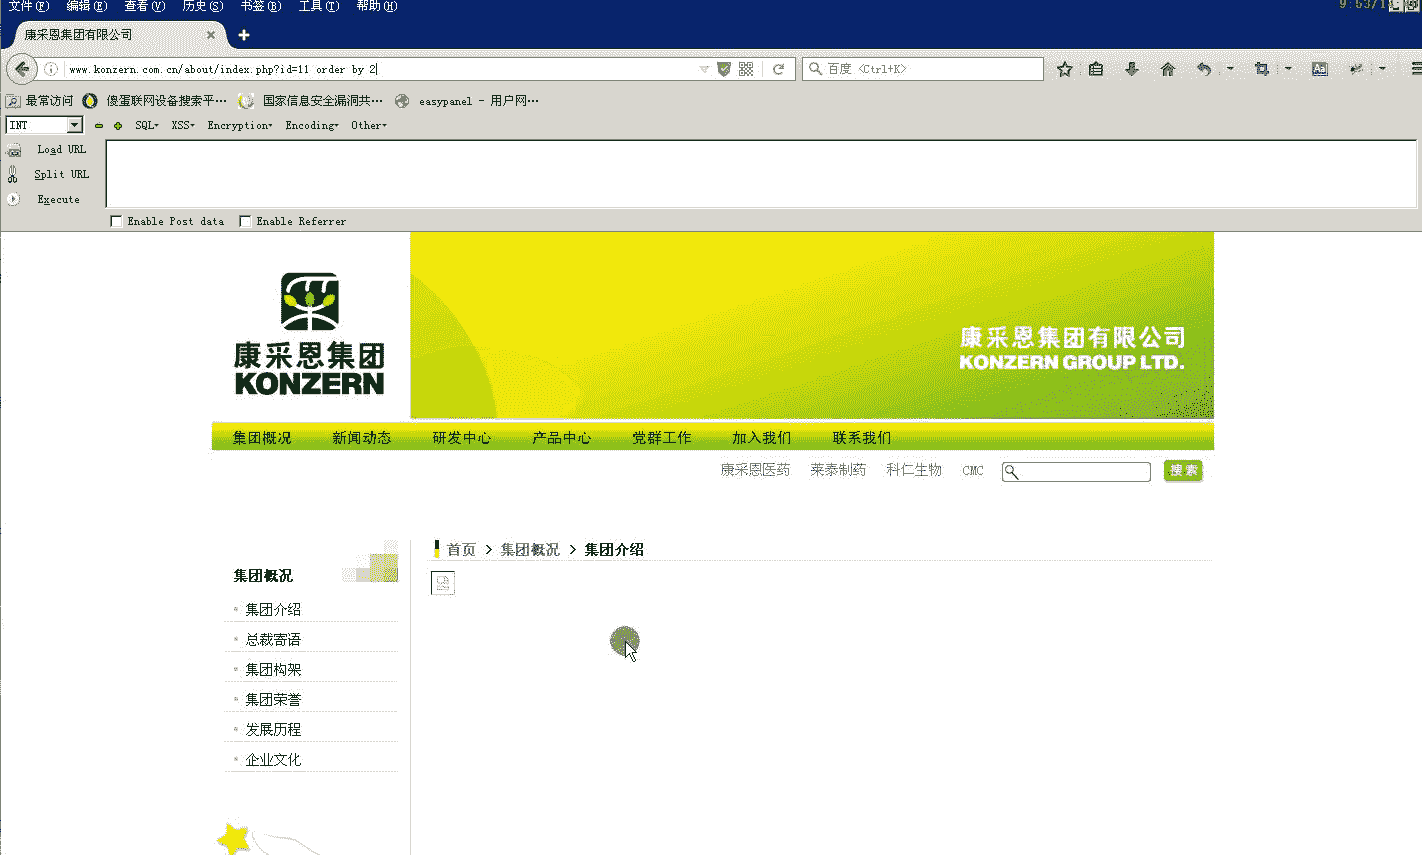 文件(F) 编辑(E) 查看(V) 历史(S) 书签(B) 工具(T) 帮助(H)
康采恩集团有限公司 × +
www.konzern.com.cn/about/index.php?id=11 order by 2
百度 <Ctrl+K>
最常访问 傻蛋联网设备搜索平… 国家信息安全漏洞共… easypanel - 用户网…
INT SQL XSS Encryption Encoding Other
Load URL
Split URL
Execute
Enable Post data Enable Referrer
康采恩集团
KONZERN
康采恩集团有限公司
KONZERN GROUP LTD.
集团概况 新闻动态 研发中心 产品中心 党群工作 加入我们 联系我们
康采恩医药 莱泰制药 科仁生物 CMC 搜索
首页 > 集团概况 > 集团介绍
集团概况
集团介绍
总裁寄语
集团构架
集团荣誉
发展历程
企业文化